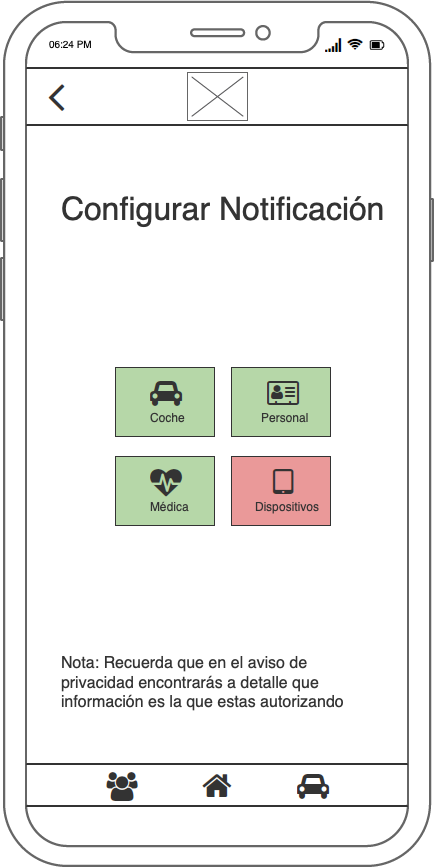 06:24 PM
Configurar Notificación
Coche
Personal
Médica
Dispositivos
Nota: Recuerda que en el aviso de
privacidad encontrarás a detalle que
información es la que estas autorizando